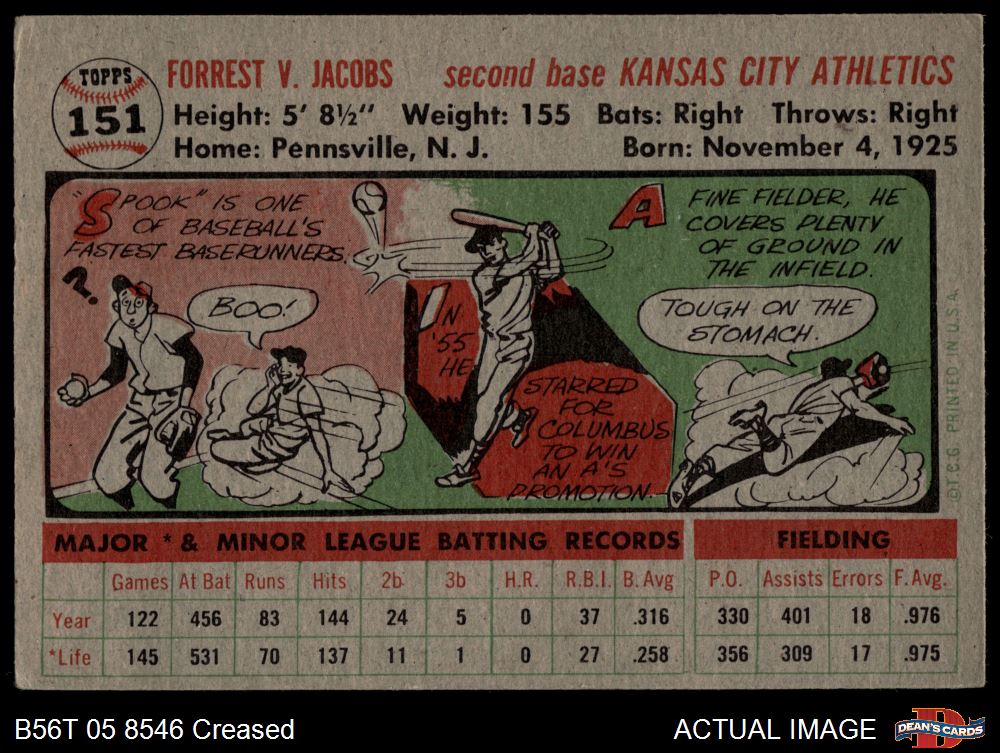 TOPPS
151
FORREST V. JACOBS second base KANSAS CITY ATHLETICS
Height: 5' 8½" Weight: 155 Bats: Right Throws: Right
Home: Pennsville, N. J. Born: November 4, 1925
"SPOOK" IS ONE
OF BASEBALL'S
FASTEST BASERUNNERS.
?
BOO!
IN
'55
HE
STARRED
FOR
COLUMBUS
TO WIN
AN A'S
PROMOTION.
A FINE FIELDER, HE
COVERS PLENTY
OF GROUND IN
THE INFIELD.
TOUGH ON THE
STOMACH.
©T.C.G. PRINTED IN U.S.A.
MAJOR * & MINOR LEAGUE BATTING RECORDS FIELDING
Games At Bat Runs Hits 2b 3b H.R. R.B.I. B. Avg P.O. Assists Errors F. Avg.
Year 122 456 83 144 24 5 0 37 .316 330 401 18 .976
*Life 145 531 70 137 11 1 0 27 .258 356 309 17 .975
B56T 05 8546 Creased ACTUAL IMAGE
DEAN'S CARDS